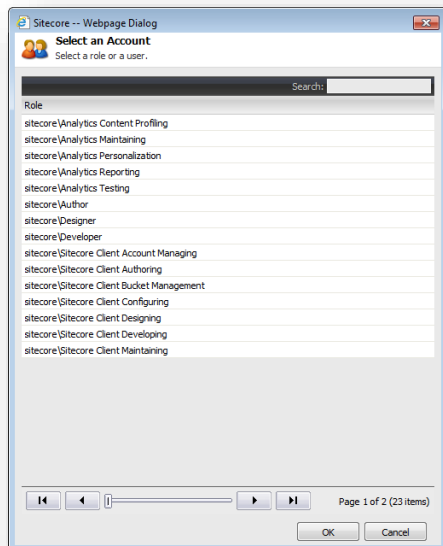 Sitecore -- Webpage Dialog
Select an Account
Select a role or a user.
Search:
Role
sitecore\Analytics Content Profiling
sitecore\Analytics Maintaining
sitecore\Analytics Personalization
sitecore\Analytics Reporting
sitecore\Analytics Testing
sitecore\Author
sitecore\Designer
sitecore\Developer
sitecore\Sitecore Client Account Managing
sitecore\Sitecore Client Authoring
sitecore\Sitecore Client Bucket Management
sitecore\Sitecore Client Configuring
sitecore\Sitecore Client Designing
sitecore\Sitecore Client Developing
sitecore\Sitecore Client Maintaining
Page 1 of 2 (23 items)
OK Cancel